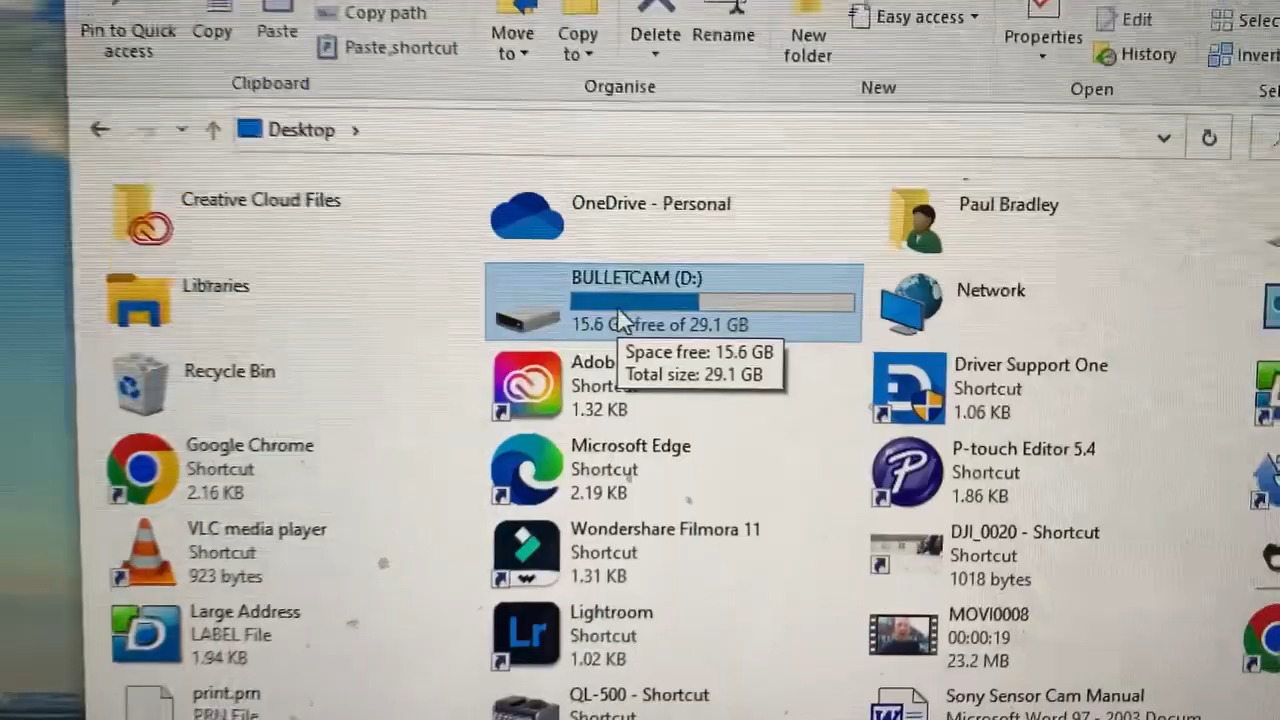 Copy path
Edit
Pin to Quick access
Copy
Paste
Paste shortcut
Move to
Copy to
Delete
Rename
New folder
Easy access
Properties
History
Clipboard
Organise
New
Open
Desktop
Creative Cloud Files
OneDrive - Personal
Paul Bradley
Libraries
BULLETCAM (D:)
free of 29.1 GB
15.6
Space free: 15.6 GB
Total size: 29.1 GB
Network
Recycle Bin
1.32 KB
Driver Support One
Shortcut
1.06 KB
Google Chrome
Shortcut
2.16 KB
Microsoft Edge
Shortcut
2.19 KB
P-touch Editor 5.4
Shortcut
1.86 KB
VLC media player
Shortcut
923 bytes
Wondershare Filmora 11
Shortcut
1.31 KB
DJI_0020 - Shortcut
Shortcut
1018 bytes
Large Address
LABEL File
1.94 KB
Lightroom
Shortcut
1.02 KB
MOVI0008
00:00:19
23.2 MB
print.prn
PRN File
QL-500 - Shortcut
Shortcut
Sony Sensor Cam Manual
Microsoft Word 97 - 2003 Docum